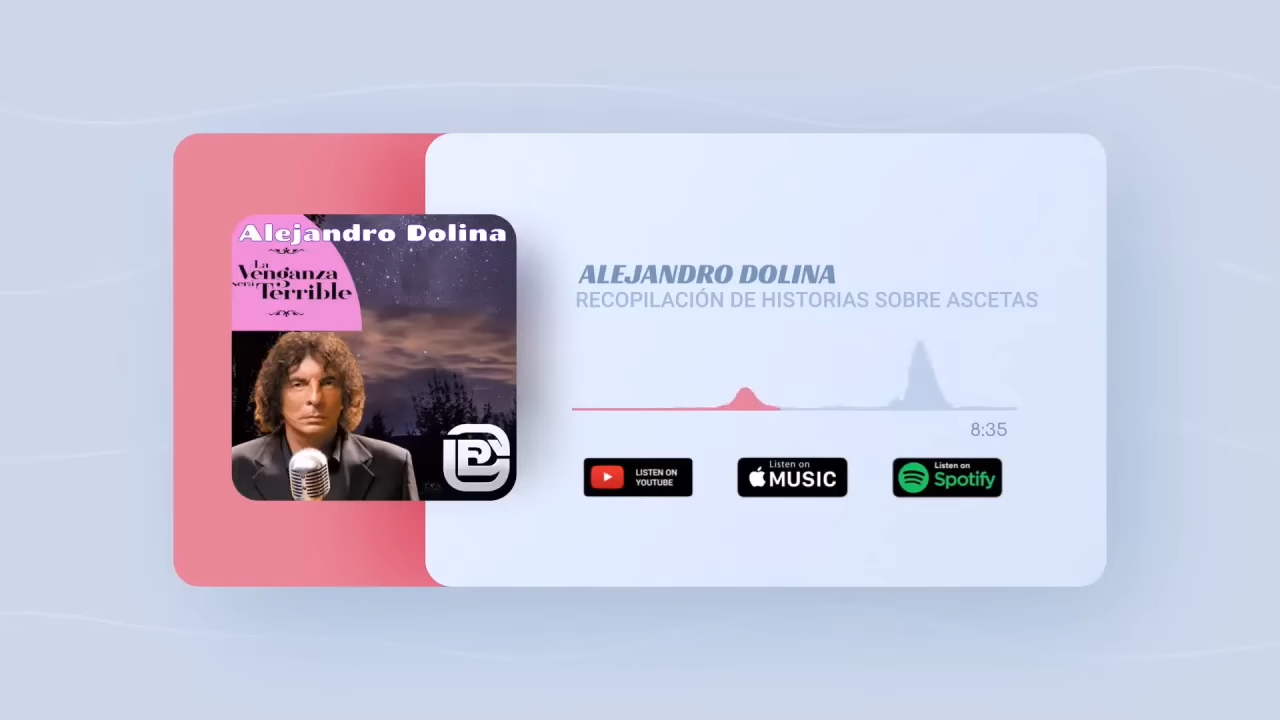 Alejandro Dolina
La
Venganza
será
Terrible
ALEJANDRO DOLINA
RECOPILACIÓN DE HISTORIAS SOBRE ASCETAS
8:35
LISTEN ON
YOUTUBE
Listen on
MUSIC
Listen on
Spotify